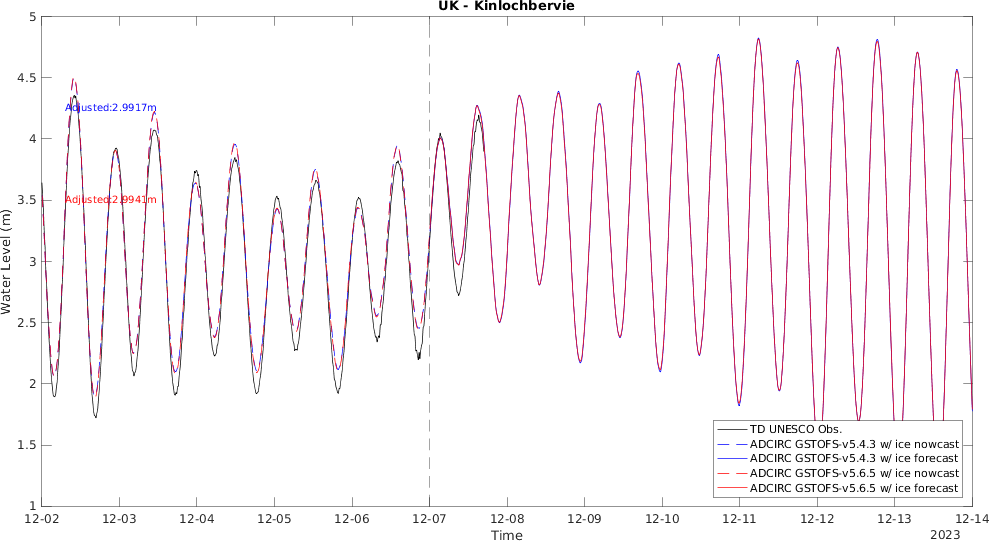 UK - Kinlochbervie
5
4.5
4
3.5
3
2.5
2
1.5
1
Water Level (m)
Adjusted:2.9917m
Adjusted:2.9941m
TD UNESCO Obs.
ADCIRC GSTOFS-v5.4.3 w/ ice nowcast
ADCIRC GSTOFS-v5.4.3 w/ ice forecast
ADCIRC GSTOFS-v5.6.5 w/ ice nowcast
ADCIRC GSTOFS-v5.6.5 w/ ice forecast
12-02 12-03 12-04 12-05 12-06 12-07 12-08 12-09 12-10 12-11 12-12 12-13 12-14
Time
2023